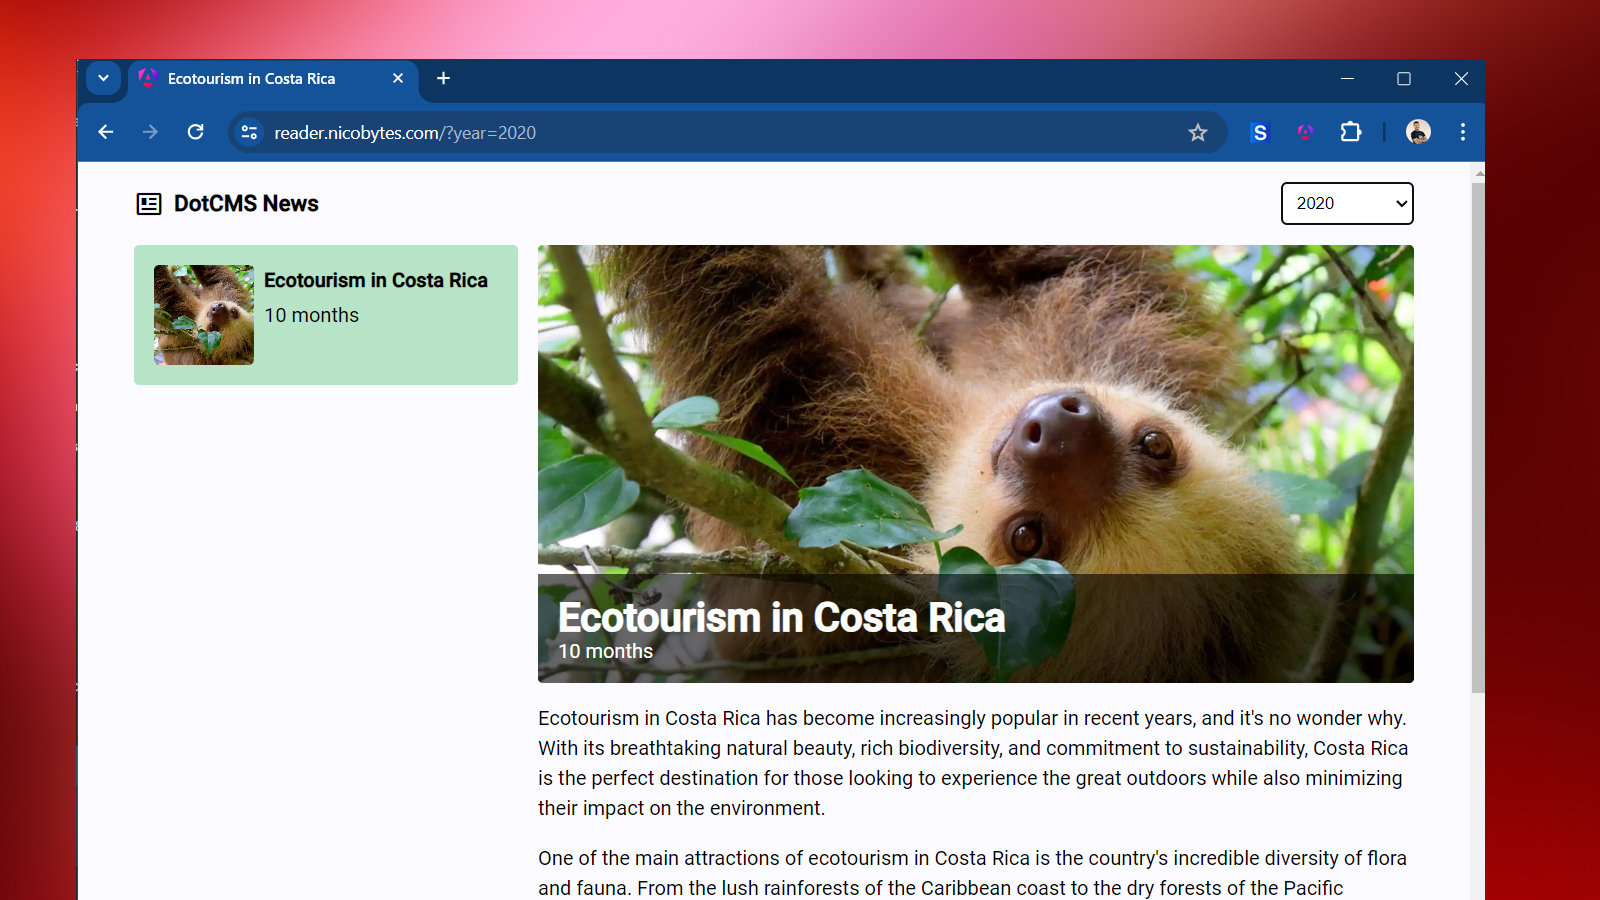 Ecotourism in Costa Rica
reader.nicobytes.com/?year=2020
S
DotCMS News
2020
Ecotourism in Costa Rica
10 months
Ecotourism in Costa Rica
10 months
Ecotourism in Costa Rica has become increasingly popular in recent years, and it's no wonder why.
With its breathtaking natural beauty, rich biodiversity, and commitment to sustainability, Costa Rica
is the perfect destination for those looking to experience the great outdoors while also minimizing
their impact on the environment.
One of the main attractions of ecotourism in Costa Rica is the country's incredible diversity of flora
and fauna. From the lush rainforests of the Caribbean coast to the dry forests of the Pacific